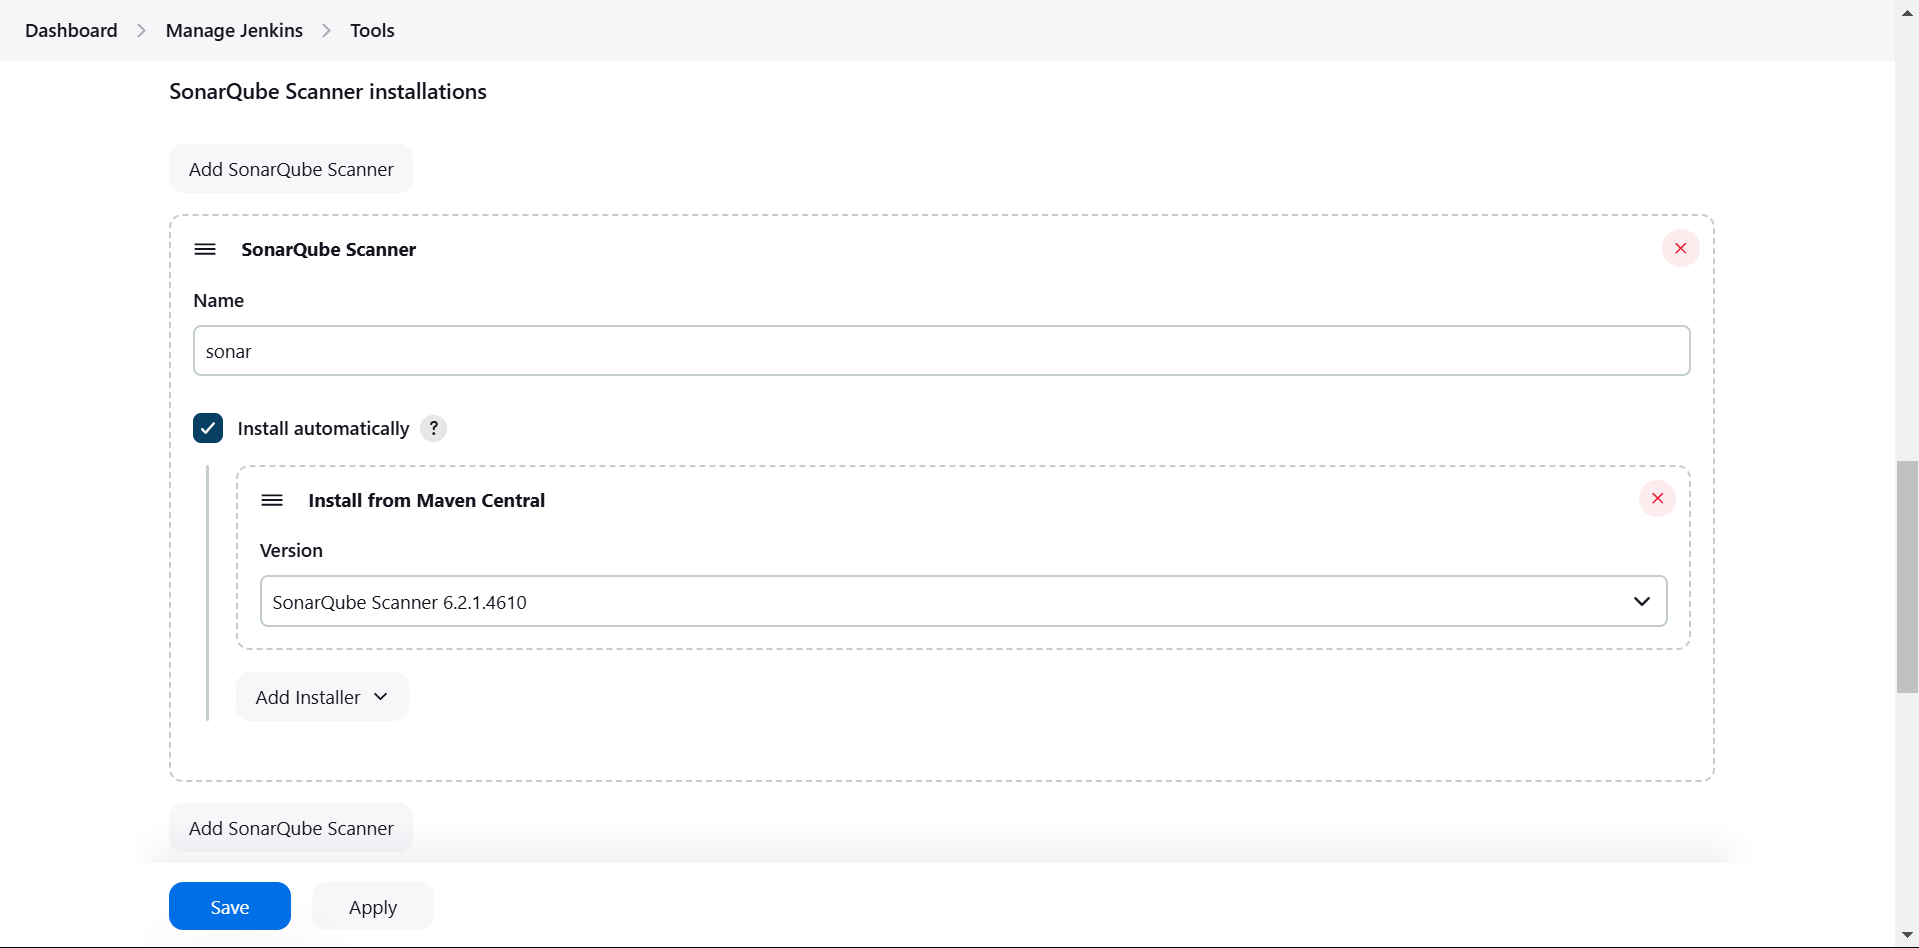 Dashboard > Manage Jenkins > Tools
SonarQube Scanner installations
Add SonarQube Scanner
SonarQube Scanner
Name
sonar
Install automatically ?
Install from Maven Central
Version
SonarQube Scanner 6.2.1.4610
Add Installer
Add SonarQube Scanner
Save Apply